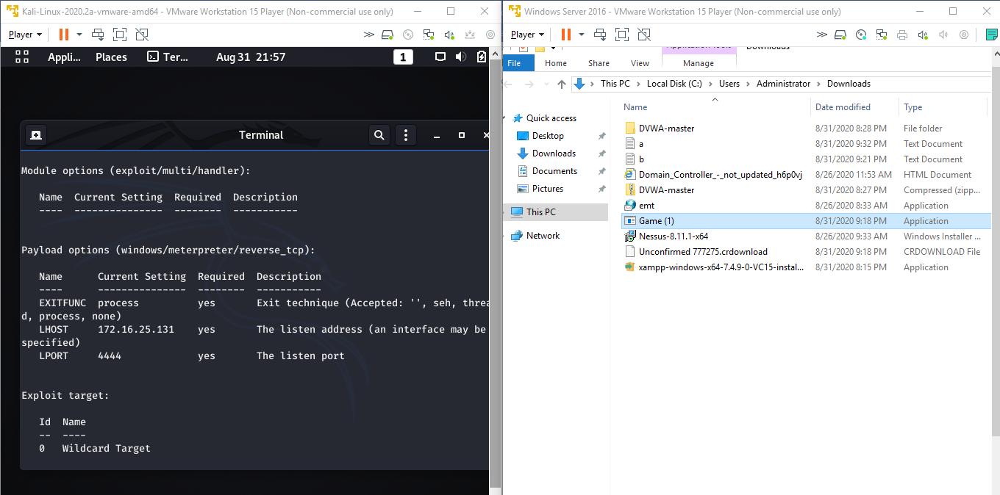 Kali-Linux-2020.2a-vmware-amd64 - VMware Workstation 15 Player (Non-commercial use only)
Player
Appli... Places Ter... Aug 31 21:57 1
Terminal
Module options (exploit/multi/handler):
Name Current Setting Required Description
---- --------------- -------- -----------
Payload options (windows/meterpreter/reverse_tcp):
Name Current Setting Required Description
---- --------------- -------- -----------
EXITFUNC process yes Exit technique (Accepted: '', seh, threa
d, process, none)
LHOST 172.16.25.131 yes The listen address (an interface may be
specified)
LPORT 4444 yes The listen port
Exploit target:
Id Name
-- ----
0 Wildcard Target
Windows Server 2016 - VMware Workstation 15 Player (Non-commercial use only)
Player
Downloads
File Home Share View Manage
This PC Local Disk (C:) Users Administrator Downloads
Quick access
Desktop
Downloads
Documents
Pictures
This PC
Network
Name Date modified Type
DVWA-master 8/31/2020 8:28 PM File folder
a 8/31/2020 9:32 PM Text Document
b 8/31/2020 9:21 PM Text Document
Domain_Controller_-_not_updated_h6p0vj 8/26/2020 11:53 AM HTML Document
DVWA-master 8/31/2020 8:27 PM Compressed (zipp...
emt 8/26/2020 8:33 AM Application
Game (1) 8/31/2020 9:18 PM Application
Nessus-8.11.1-x64 8/26/2020 9:33 AM Windows Installer ...
Unconfirmed 777275.crdownload 8/31/2020 9:18 PM CRDOWNLOAD File
xampp-windows-x64-7.4.9-0-VC15-instal... 8/31/2020 8:15 PM Application